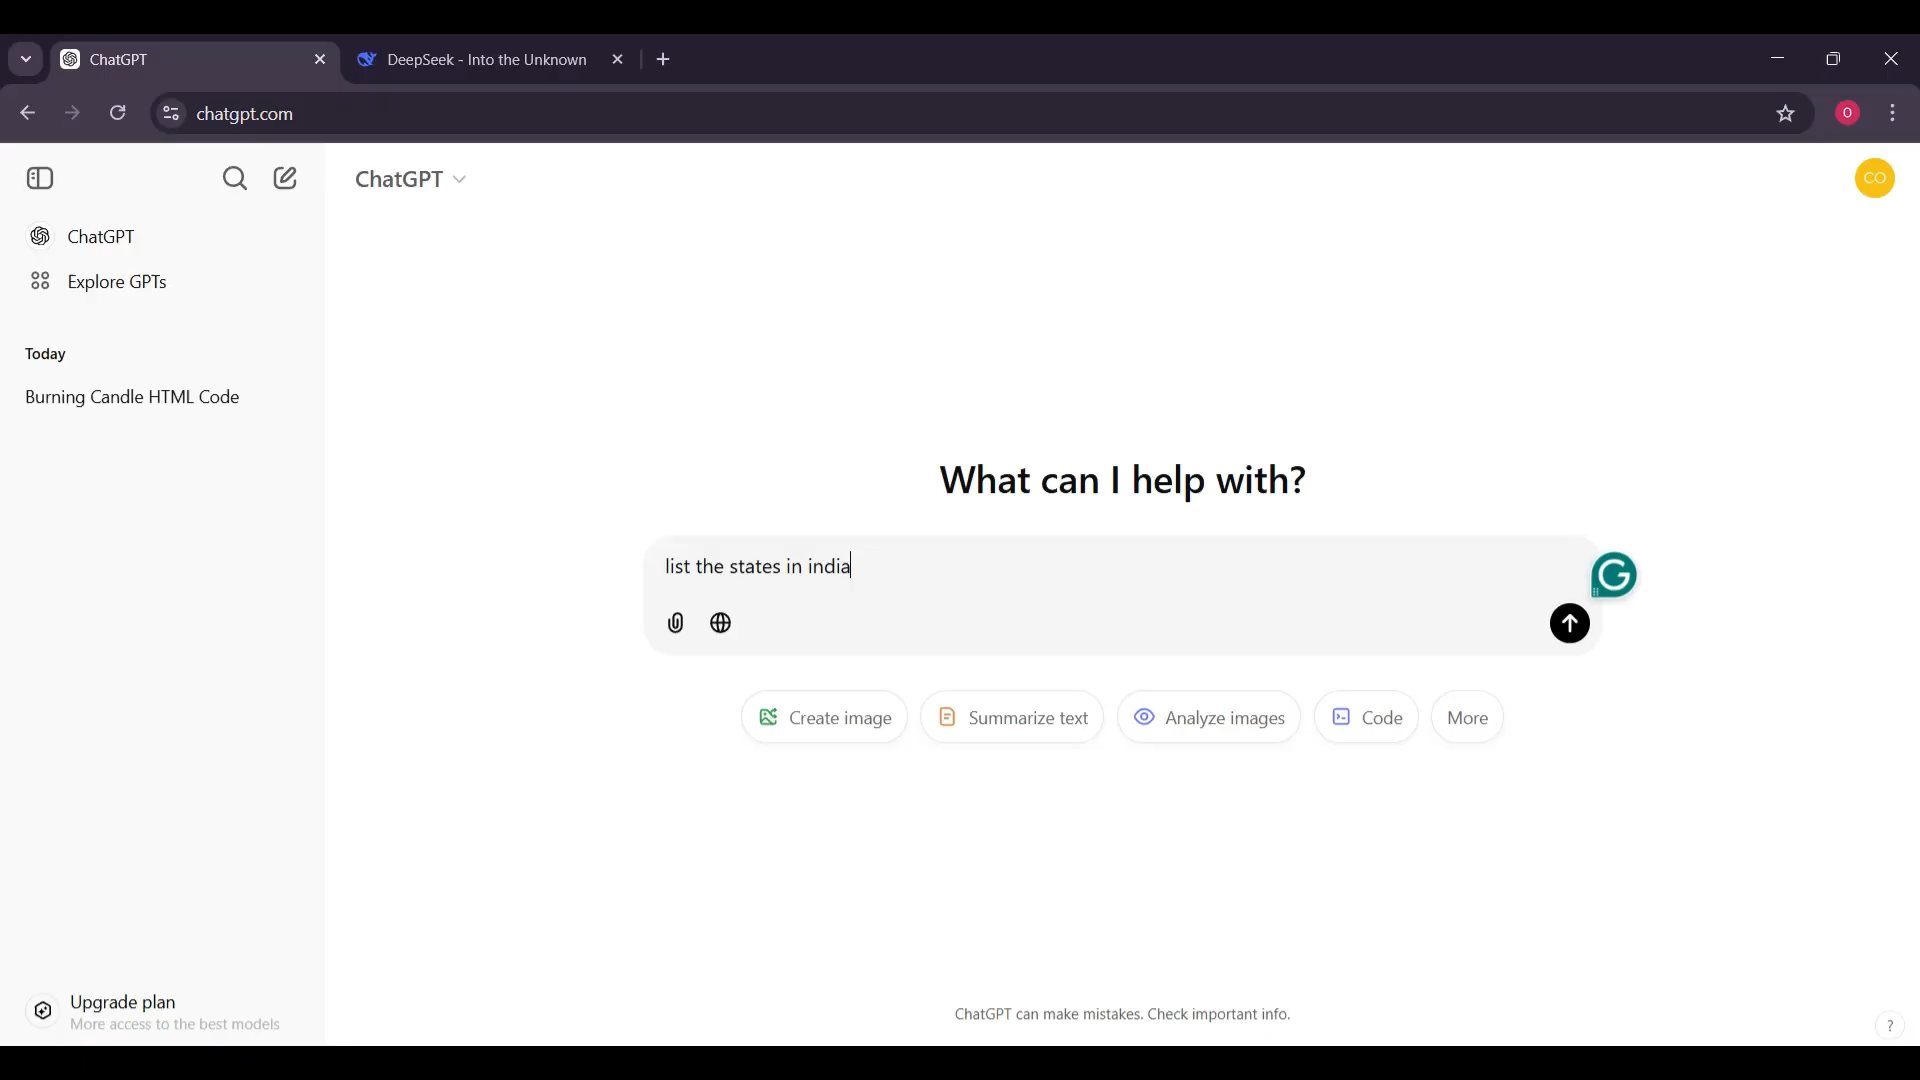 ChatGPT
DeepSeek - Into the Unknown
chatgpt.com
O
ChatGPT
CO
ChatGPT
Explore GPTs
Today
Burning Candle HTML Code
What can I help with?
list the states in india
Create image
Summarize text
Analyze images
Code
More
Upgrade plan
More access to the best models
ChatGPT can make mistakes. Check important info.
?